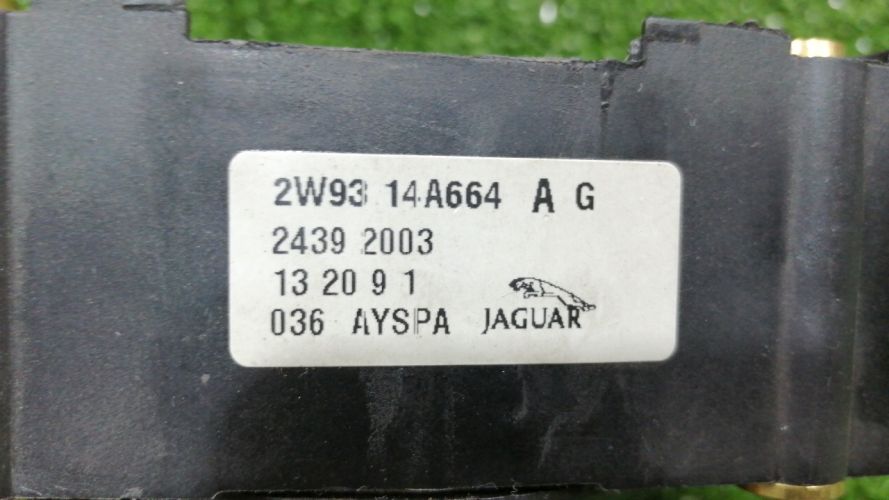 2W93 14A664 A G
2439 2003
13 20 9 1
036 AYSPA JAGUAR